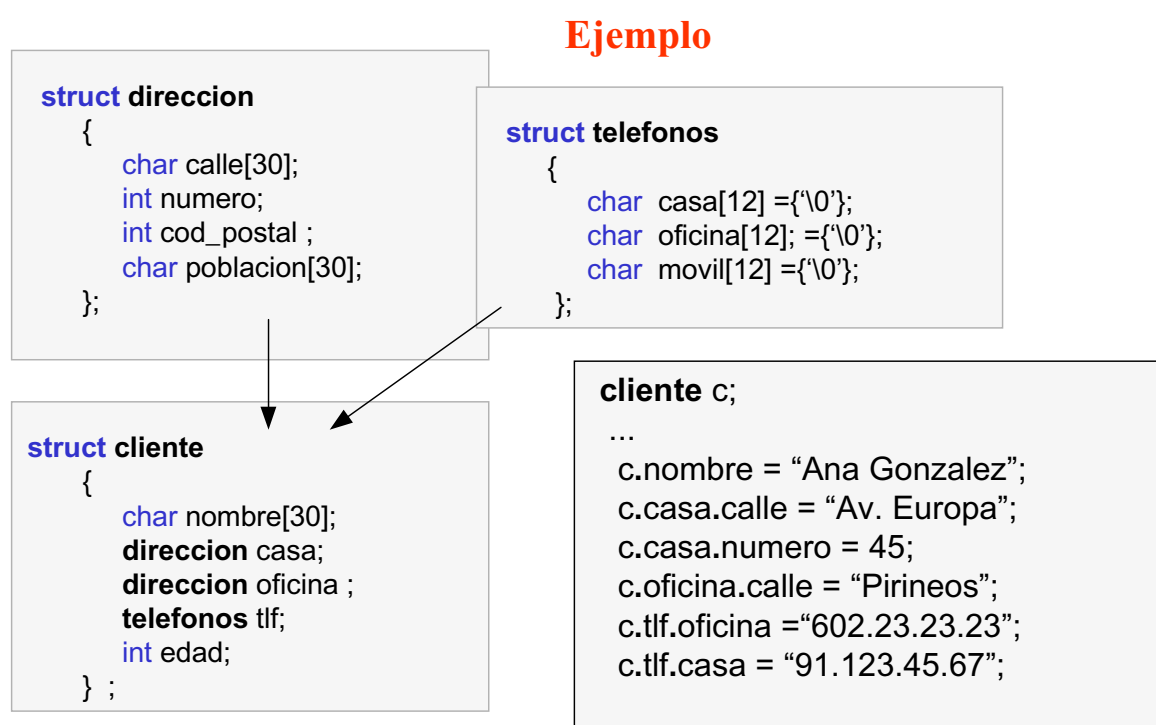 Ejemplo
struct direccion
{
char calle[30];
int numero;
int cod_postal ;
char poblacion[30];
};
struct telefonos
{
char casa[12] ={‘\0’};
char oficina[12]; ={‘\0’};
char movil[12] ={‘\0’};
};
struct cliente
{
char nombre[30];
direccion casa;
direccion oficina ;
telefonos tlf;
int edad;
} ;
cliente c;
...
c.nombre = “Ana Gonzalez”;
c.casa.calle = “Av. Europa”;
c.casa.numero = 45;
c.oficina.calle = “Pirineos”;
c.tlf.oficina =“602.23.23.23”;
c.tlf.casa = “91.123.45.67”;